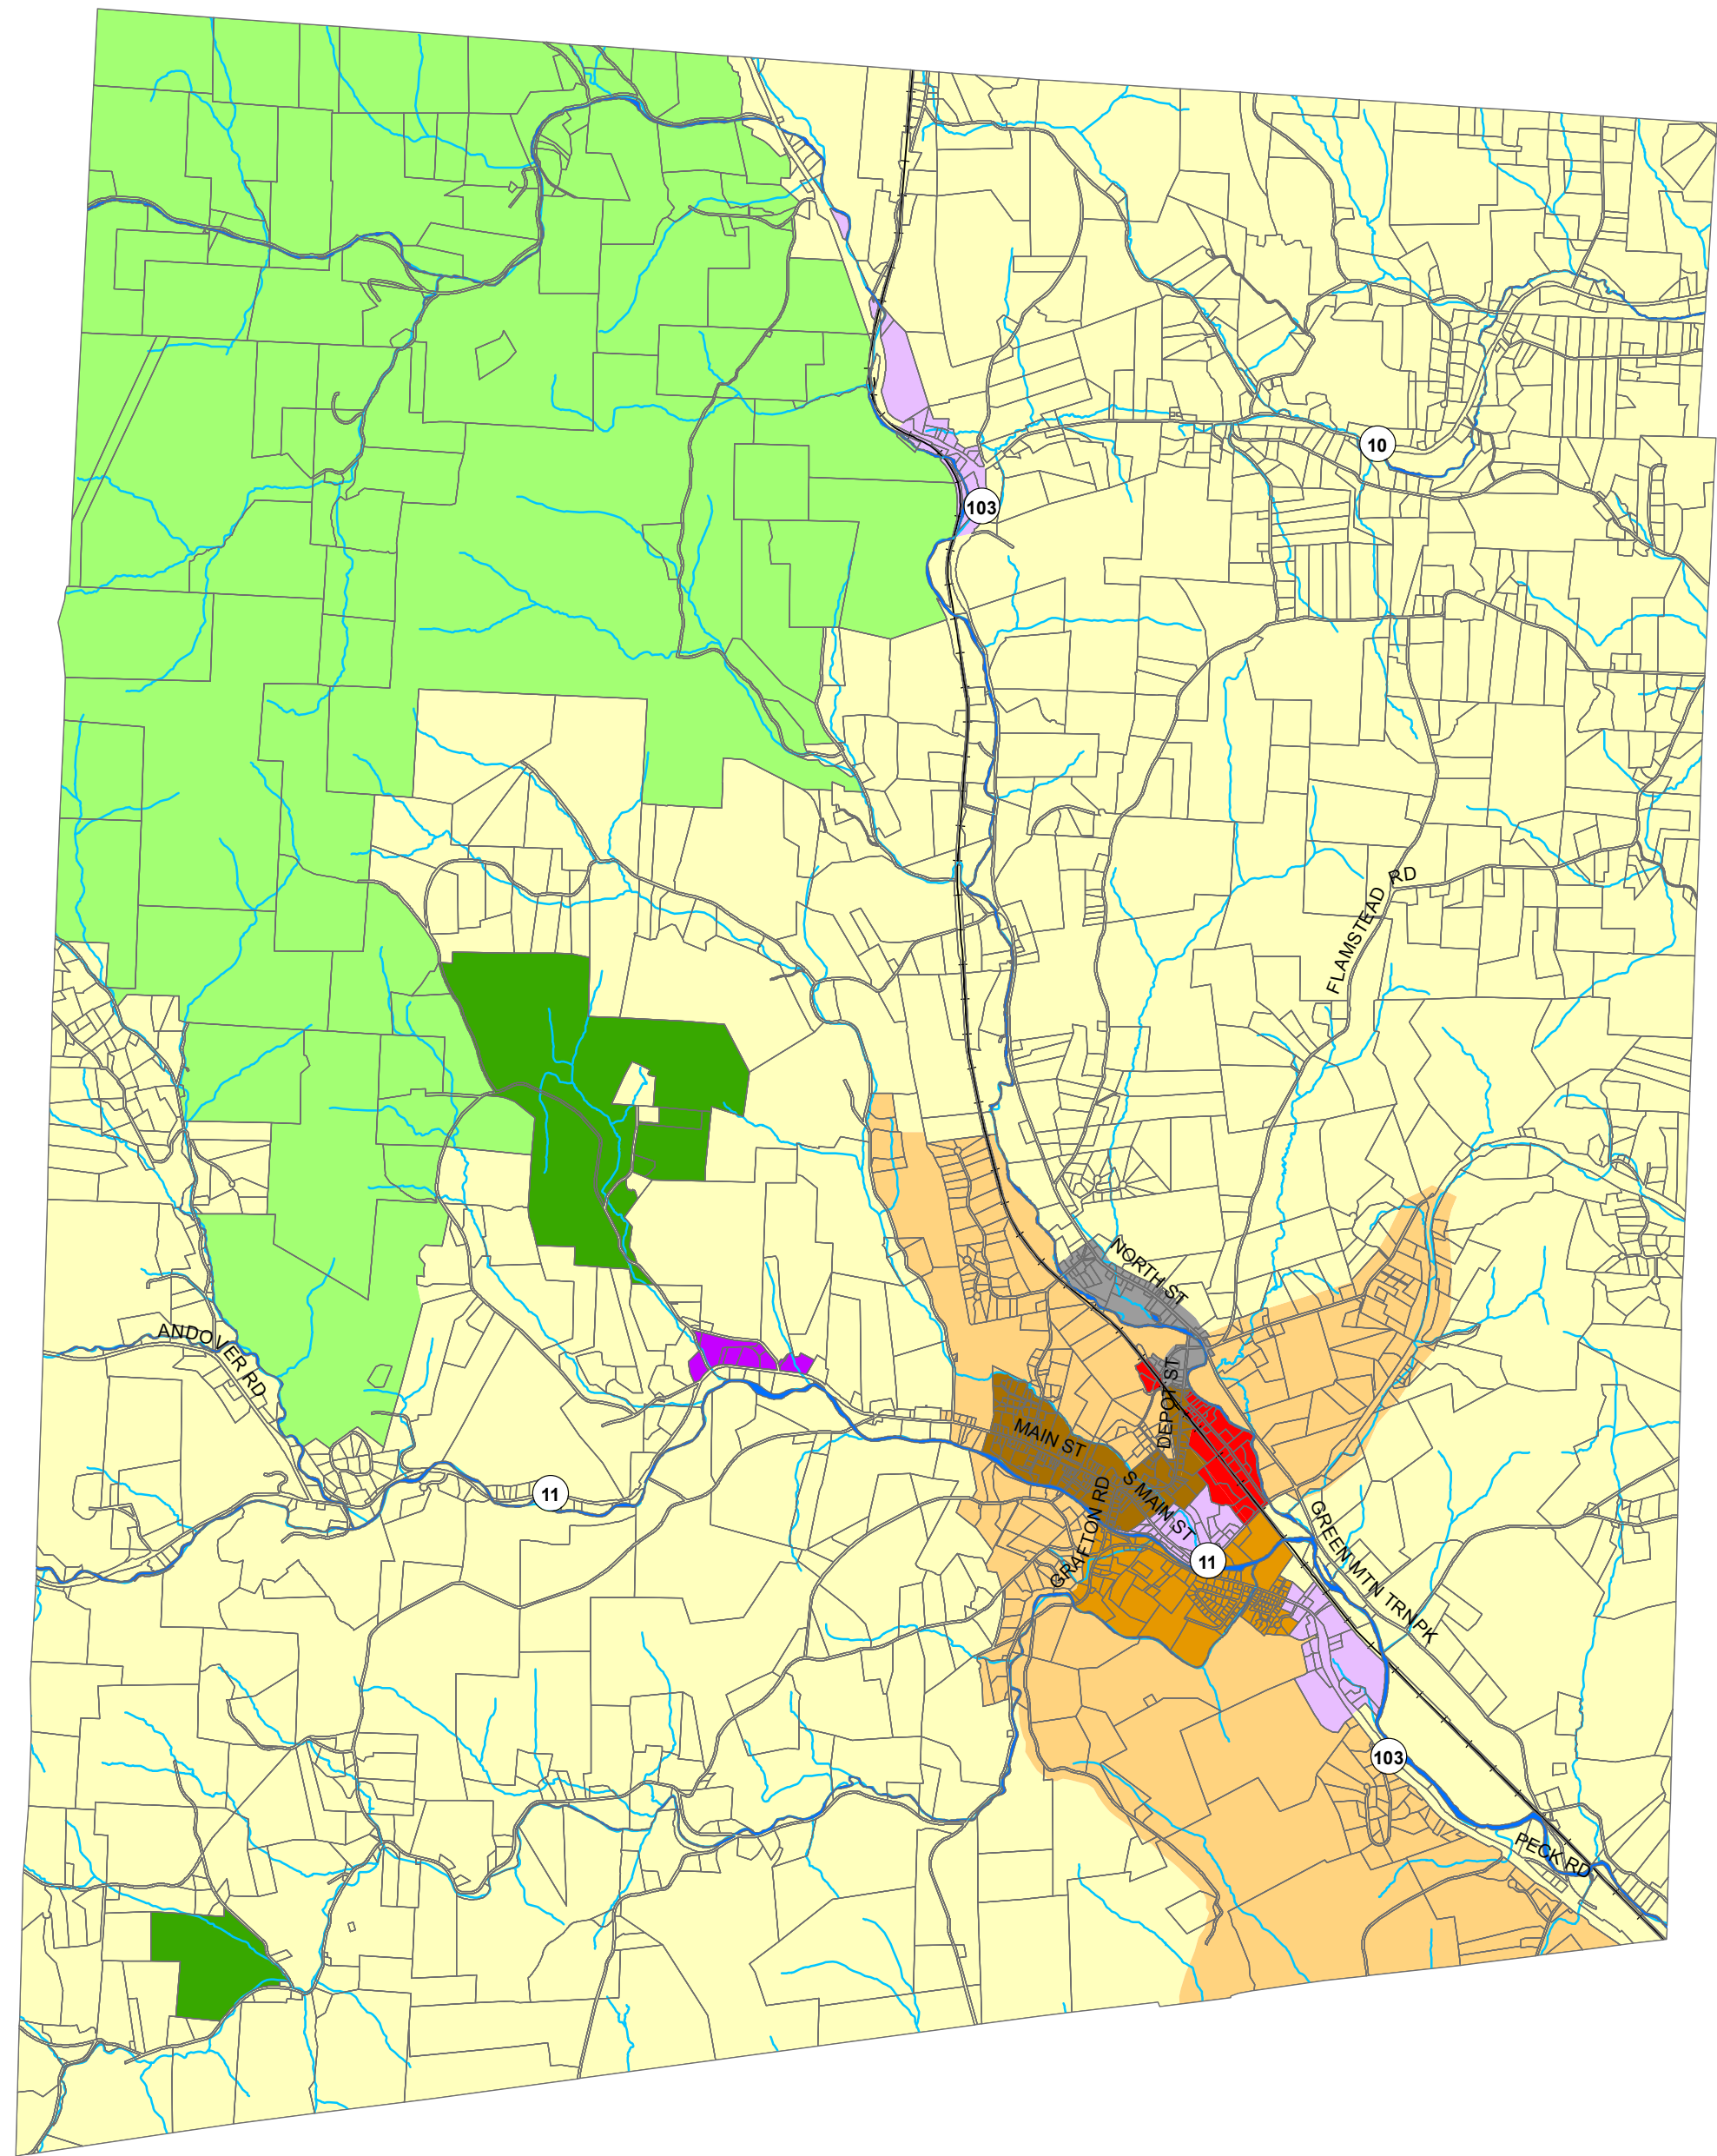 10
103
FLAMSTEAD RD
NORTH ST
ANDOVER RD
DEPOT ST
MAIN ST
S MAIN ST
GRAFTON RD
11
GREEN MTN TRNPK
11
103
PECK RD